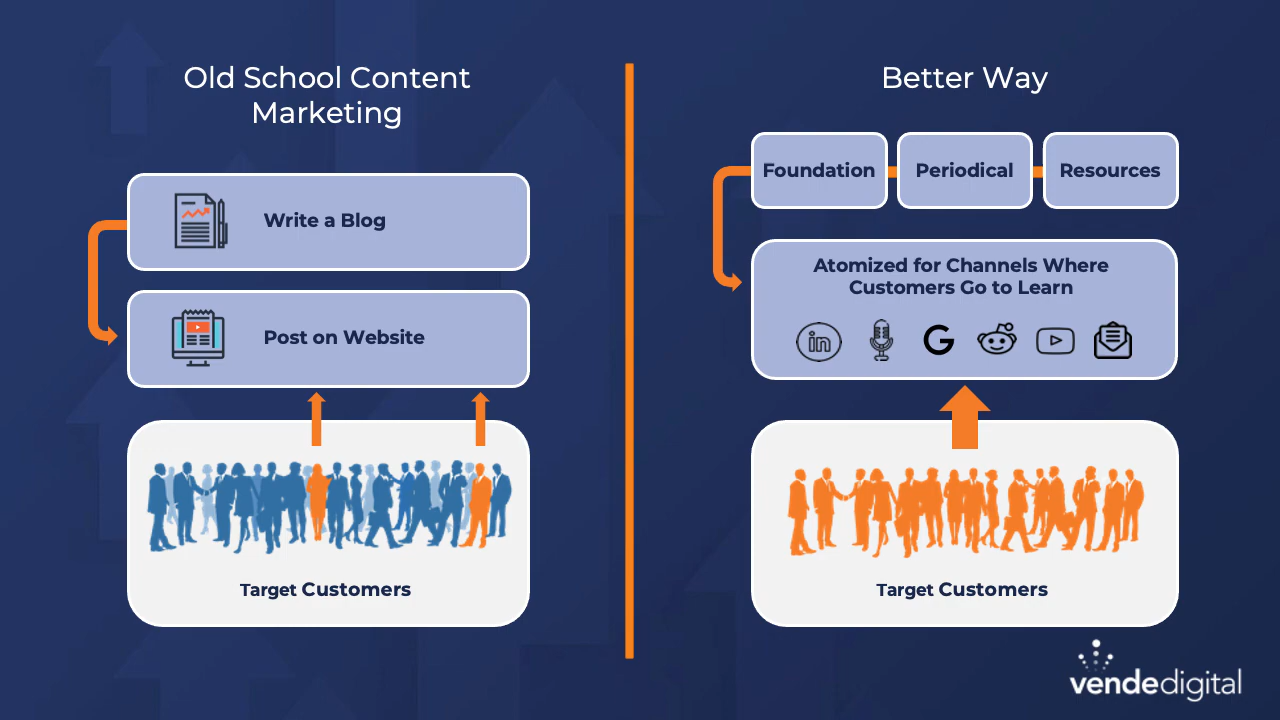 Old School Content
Marketing
Write a Blog
Post on Website
Target Customers
Better Way
Foundation
Periodical
Resources
Atomized for Channels Where
Customers Go to Learn
in
G
Target Customers
vendedigital